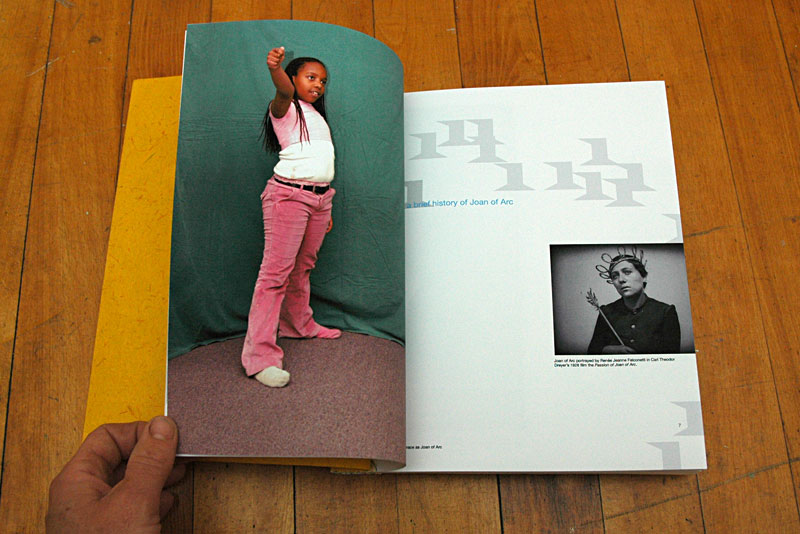 a brief history of Joan of Arc
Joan of Arc portrayed by Renée Jeanne Falconetti in Carl Theodor
Dreyer's 1928 film the Passion of Joan of Arc.
7
as Joan of Arc